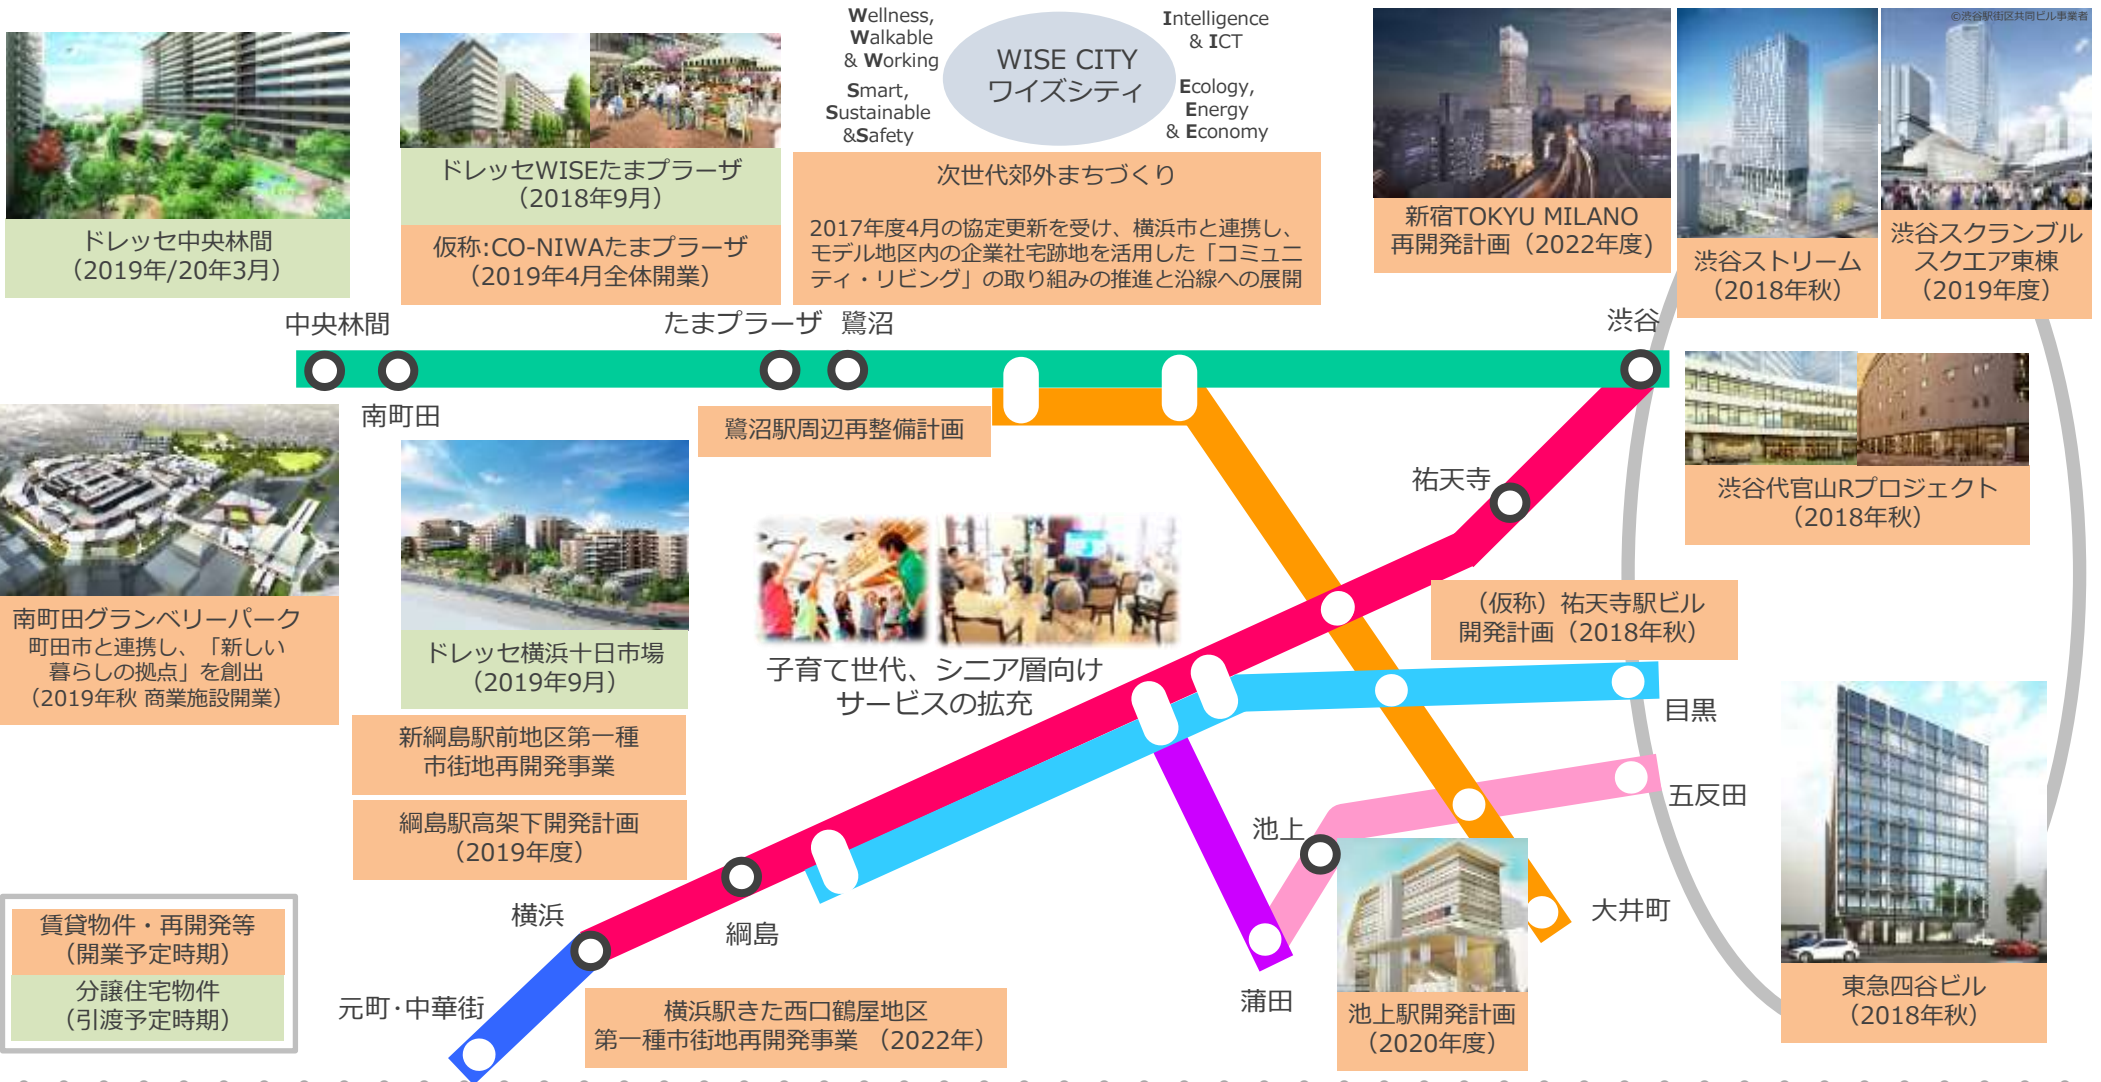 Wellness,
Walkable
& Working
Smart,
Sustainable
&Safety
WISE CITY
ワイズシティ
Intelligence
& ICT
Ecology,
Energy
& Economy
©渋谷駅街区共同ビル事業者
ドレッセ中央林間
（2019年/20年3月）
ドレッセWISEたまプラーザ
（2018年9月）
仮称:CO-NIWAたまプラーザ
（2019年4月全体開業）
次世代郊外まちづくり
2017年度4月の協定更新を受け、横浜市と連携し、
モデル地区内の企業社宅跡地を活用した「コミュニ
ティ・リビング」の取り組みの推進と沿線への展開
新宿TOKYU MILANO
再開発計画（2022年度)
渋谷ストリーム
（2018年秋）
渋谷スクランブル
スクエア東棟
（2019年度）
中央林間
たまプラーザ
鷺沼
渋谷
南町田
鷺沼駅周辺再整備計画
祐天寺
渋谷代官山Rプロジェクト
（2018年秋）
南町田グランベリーパーク
町田市と連携し、「新しい
暮らしの拠点」を創出
（2019年秋 商業施設開業）
ドレッセ横浜十日市場
（2019年9月）
子育て世代、シニア層向け
サービスの拡充
（仮称）祐天寺駅ビル
開発計画（2018年秋）
目黒
新綱島駅前地区第一種
市街地再開発事業
綱島駅高架下開発計画
（2019年度）
五反田
池上
大井町
横浜
綱島
賃貸物件・再開発等
（開業予定時期）
分譲住宅物件
（引渡予定時期）
元町･中華街
横浜駅きた西口鶴屋地区
第一種市街地再開発事業 （2022年）
蒲田
池上駅開発計画
（2020年度）
東急四谷ビル
（2018年秋）